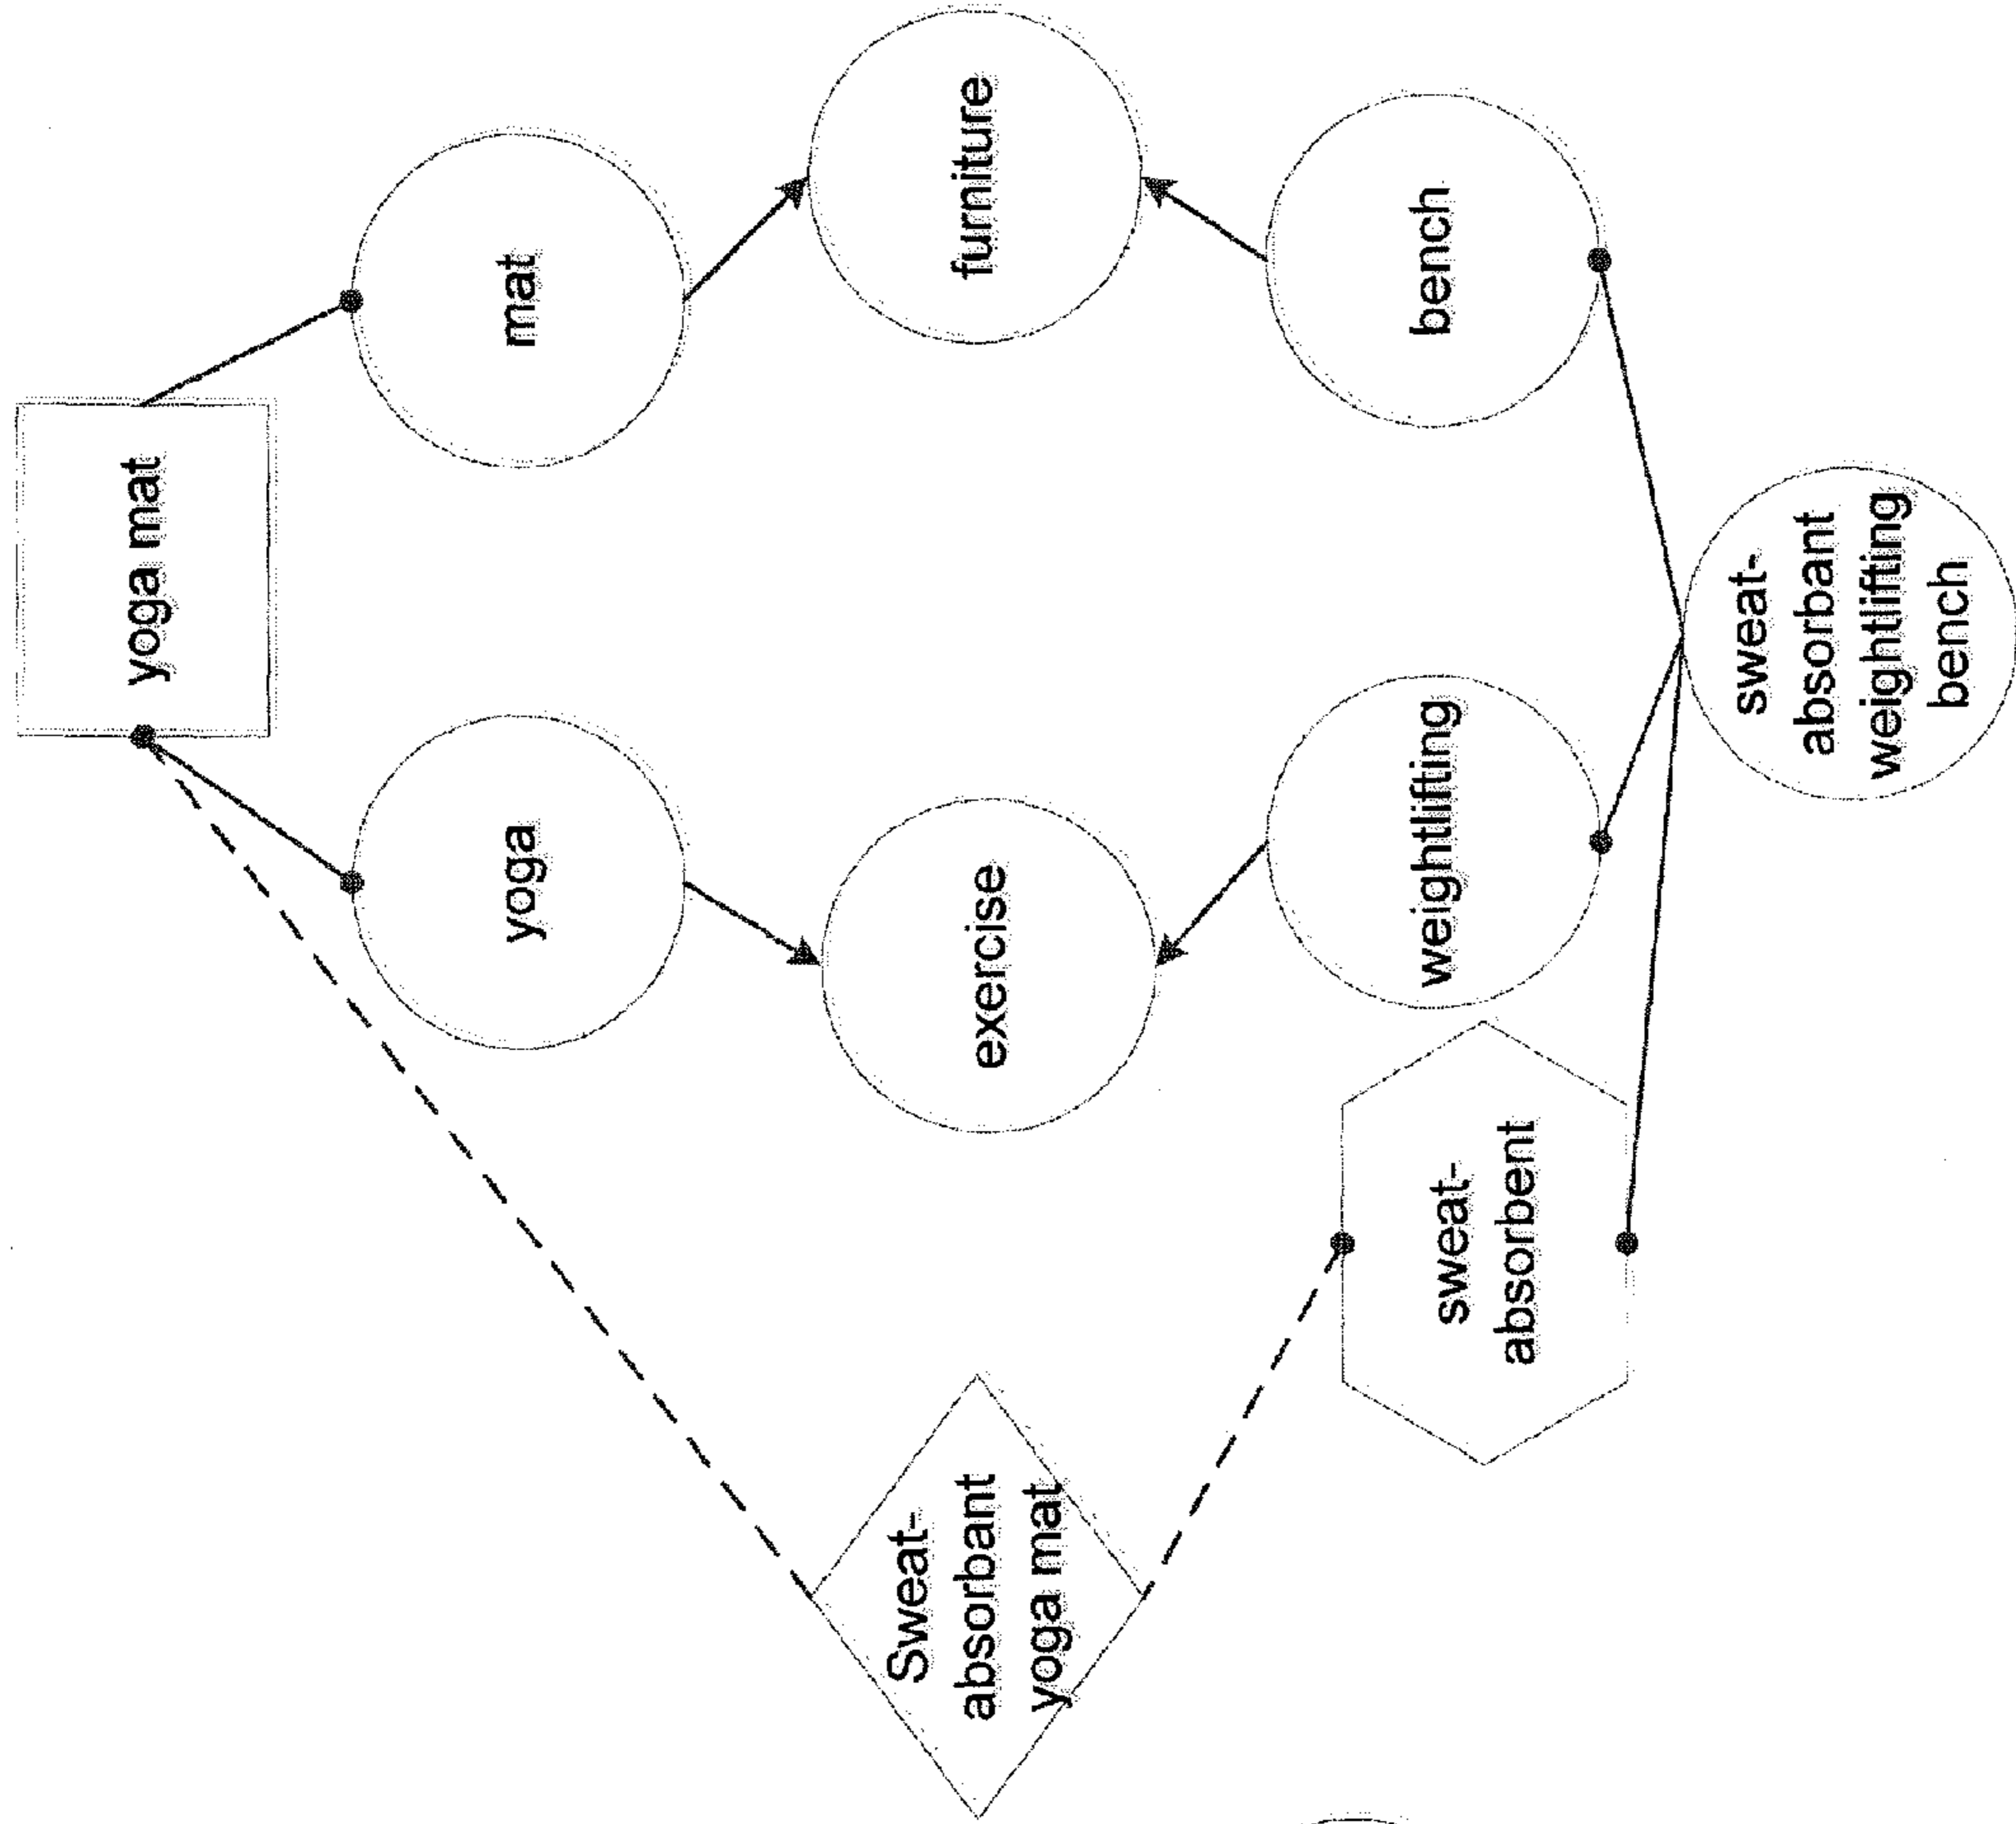 yoga mat
mat
yoga
furniture
exercise
Sweat-
absorbant
yoga mat
bench
weightlifting
sweat-
absorbent
sweat-
absorbant
weightlifting
bench